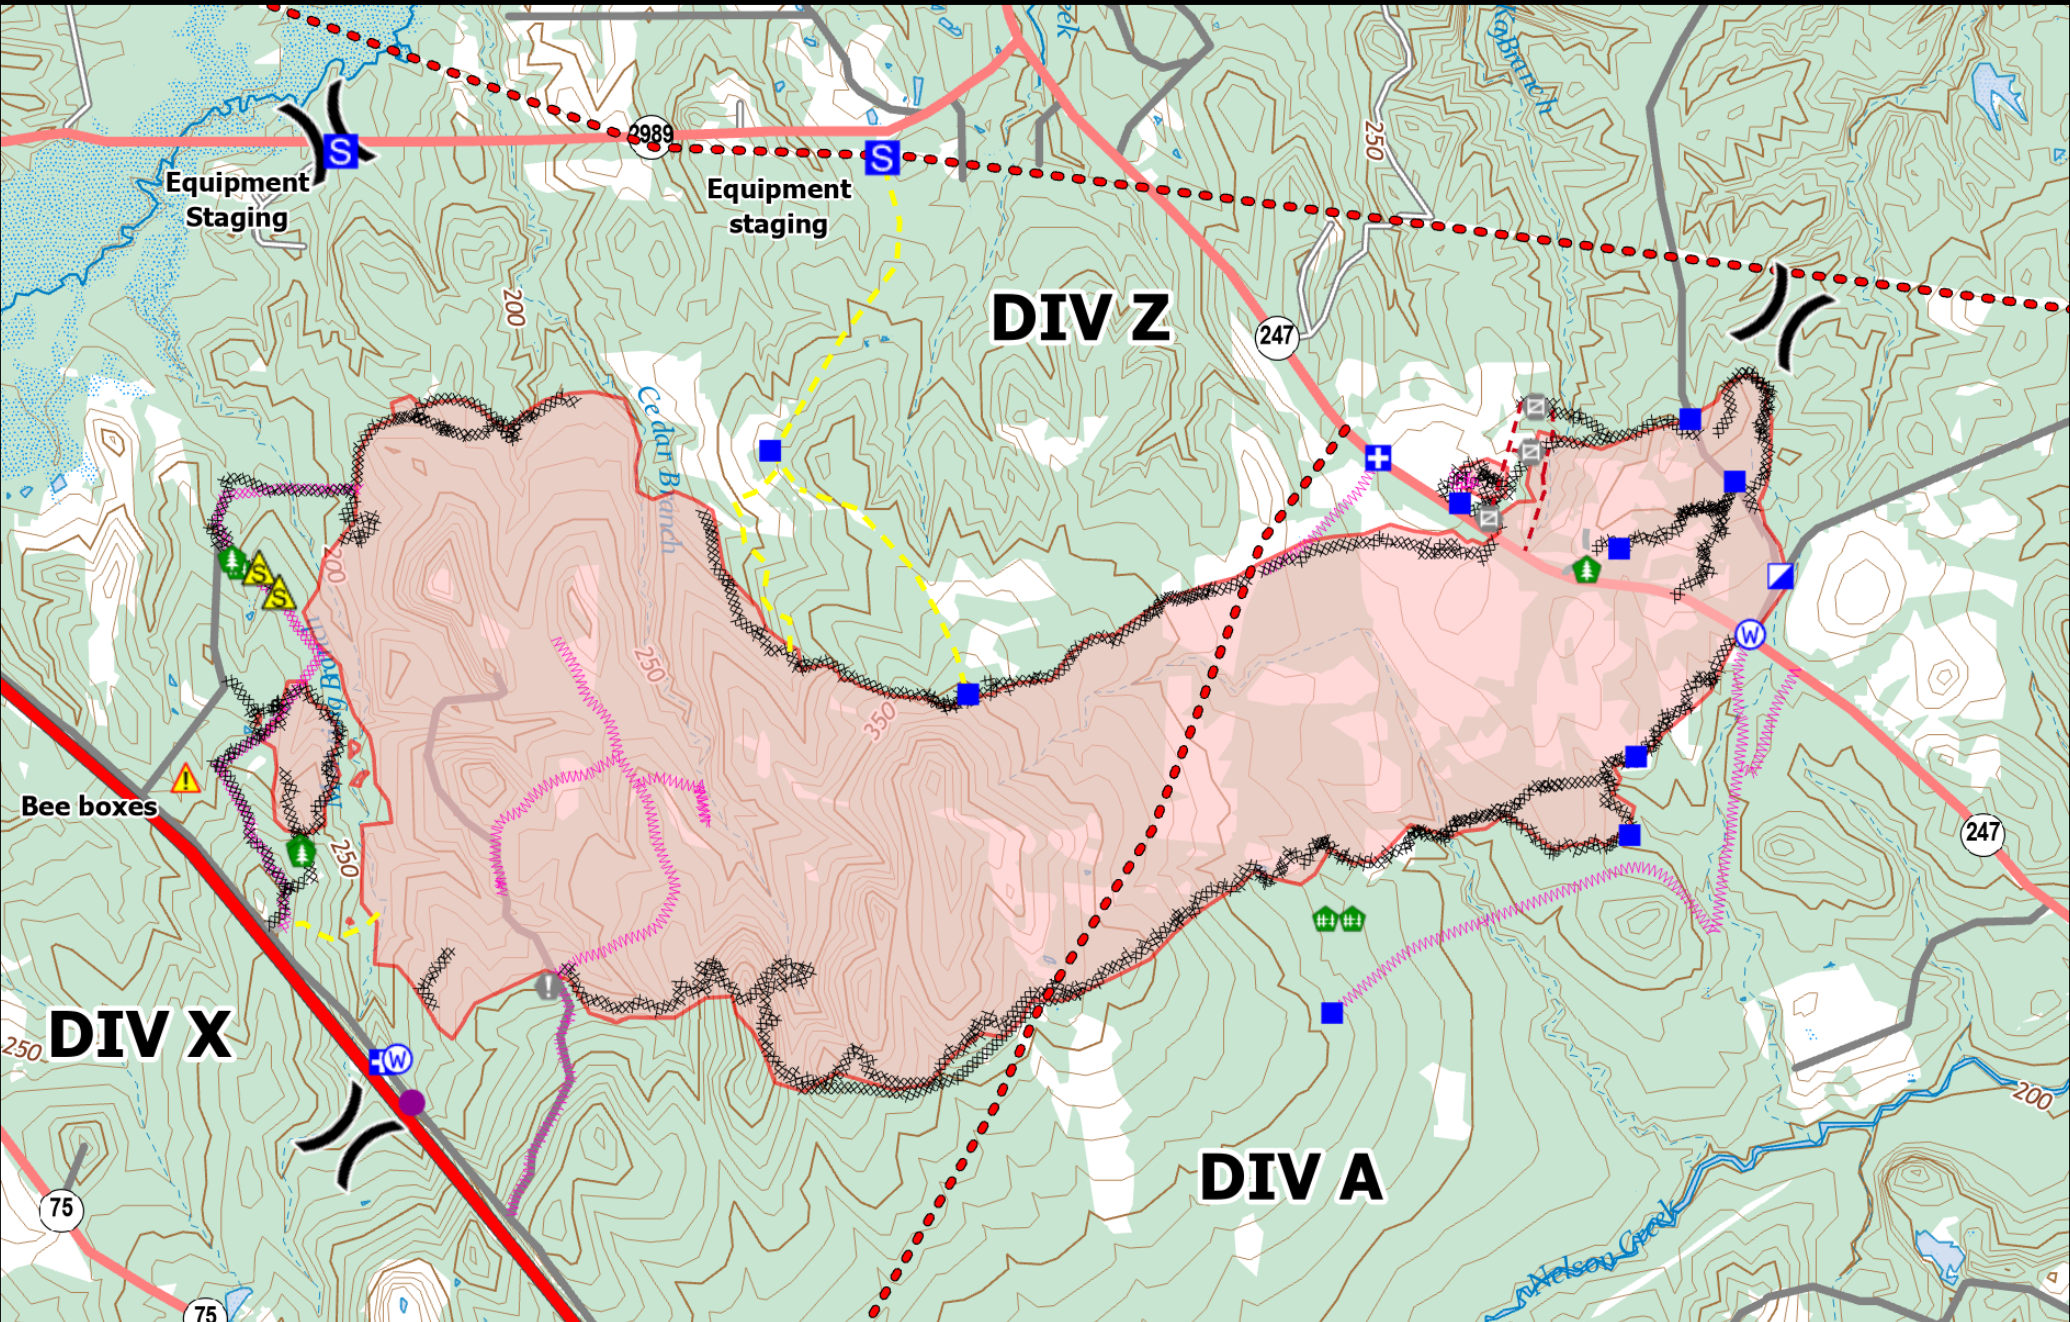 Branch
2989
S
S
Equipment
Staging
Equipment
staging
250
200
DIV Z
247
Cedar Branch
S
S
200
250
350
W
Bee boxes
250
247
DIV X
250
W
DIV A
200
Nelson Creek
75
75